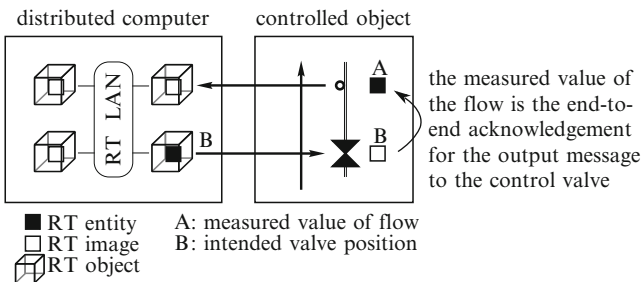 distributed computer
controlled object
RT LAN
B
A
B
the measured value of
the flow is the end-to-
end acknowledgement
for the output message
to the control valve
RT entity
RT image
RT object
A: measured value of flow
B: intended valve position